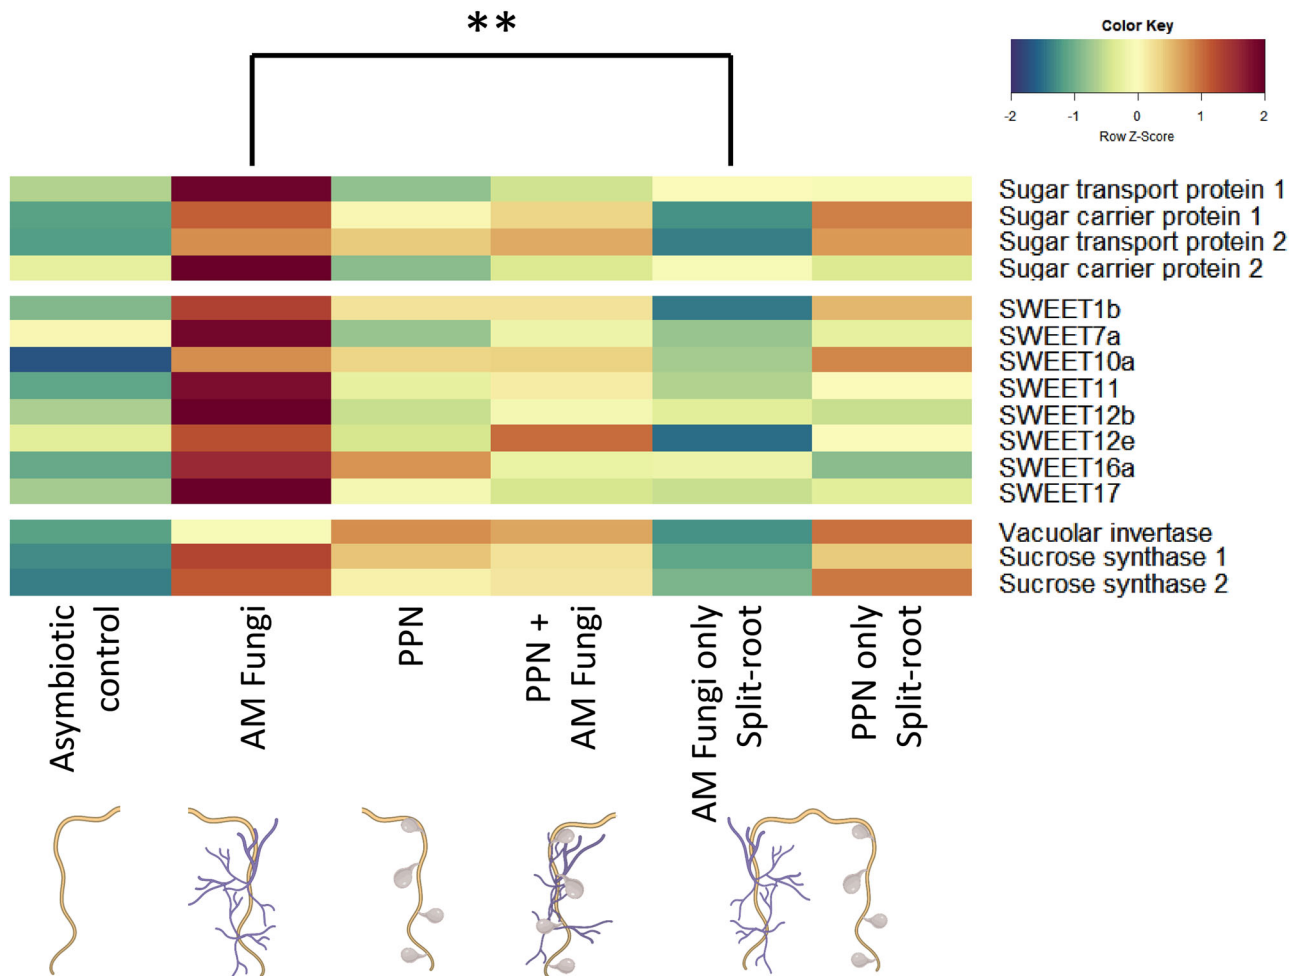 **
Color Key
-2 -1 0 1 2
Row Z-Score
Sugar transport protein 1
Sugar carrier protein 1
Sugar transport protein 2
Sugar carrier protein 2
SWEET1b
SWEET7a
SWEET10a
SWEET11
SWEET12b
SWEET12e
SWEET16a
SWEET17
Vacuolar invertase
Sucrose synthase 1
Sucrose synthase 2
Asymbiotic
control
AM Fungi
PPN
PPN +
AM Fungi
AM Fungi only
Split-root
PPN only
Split-root